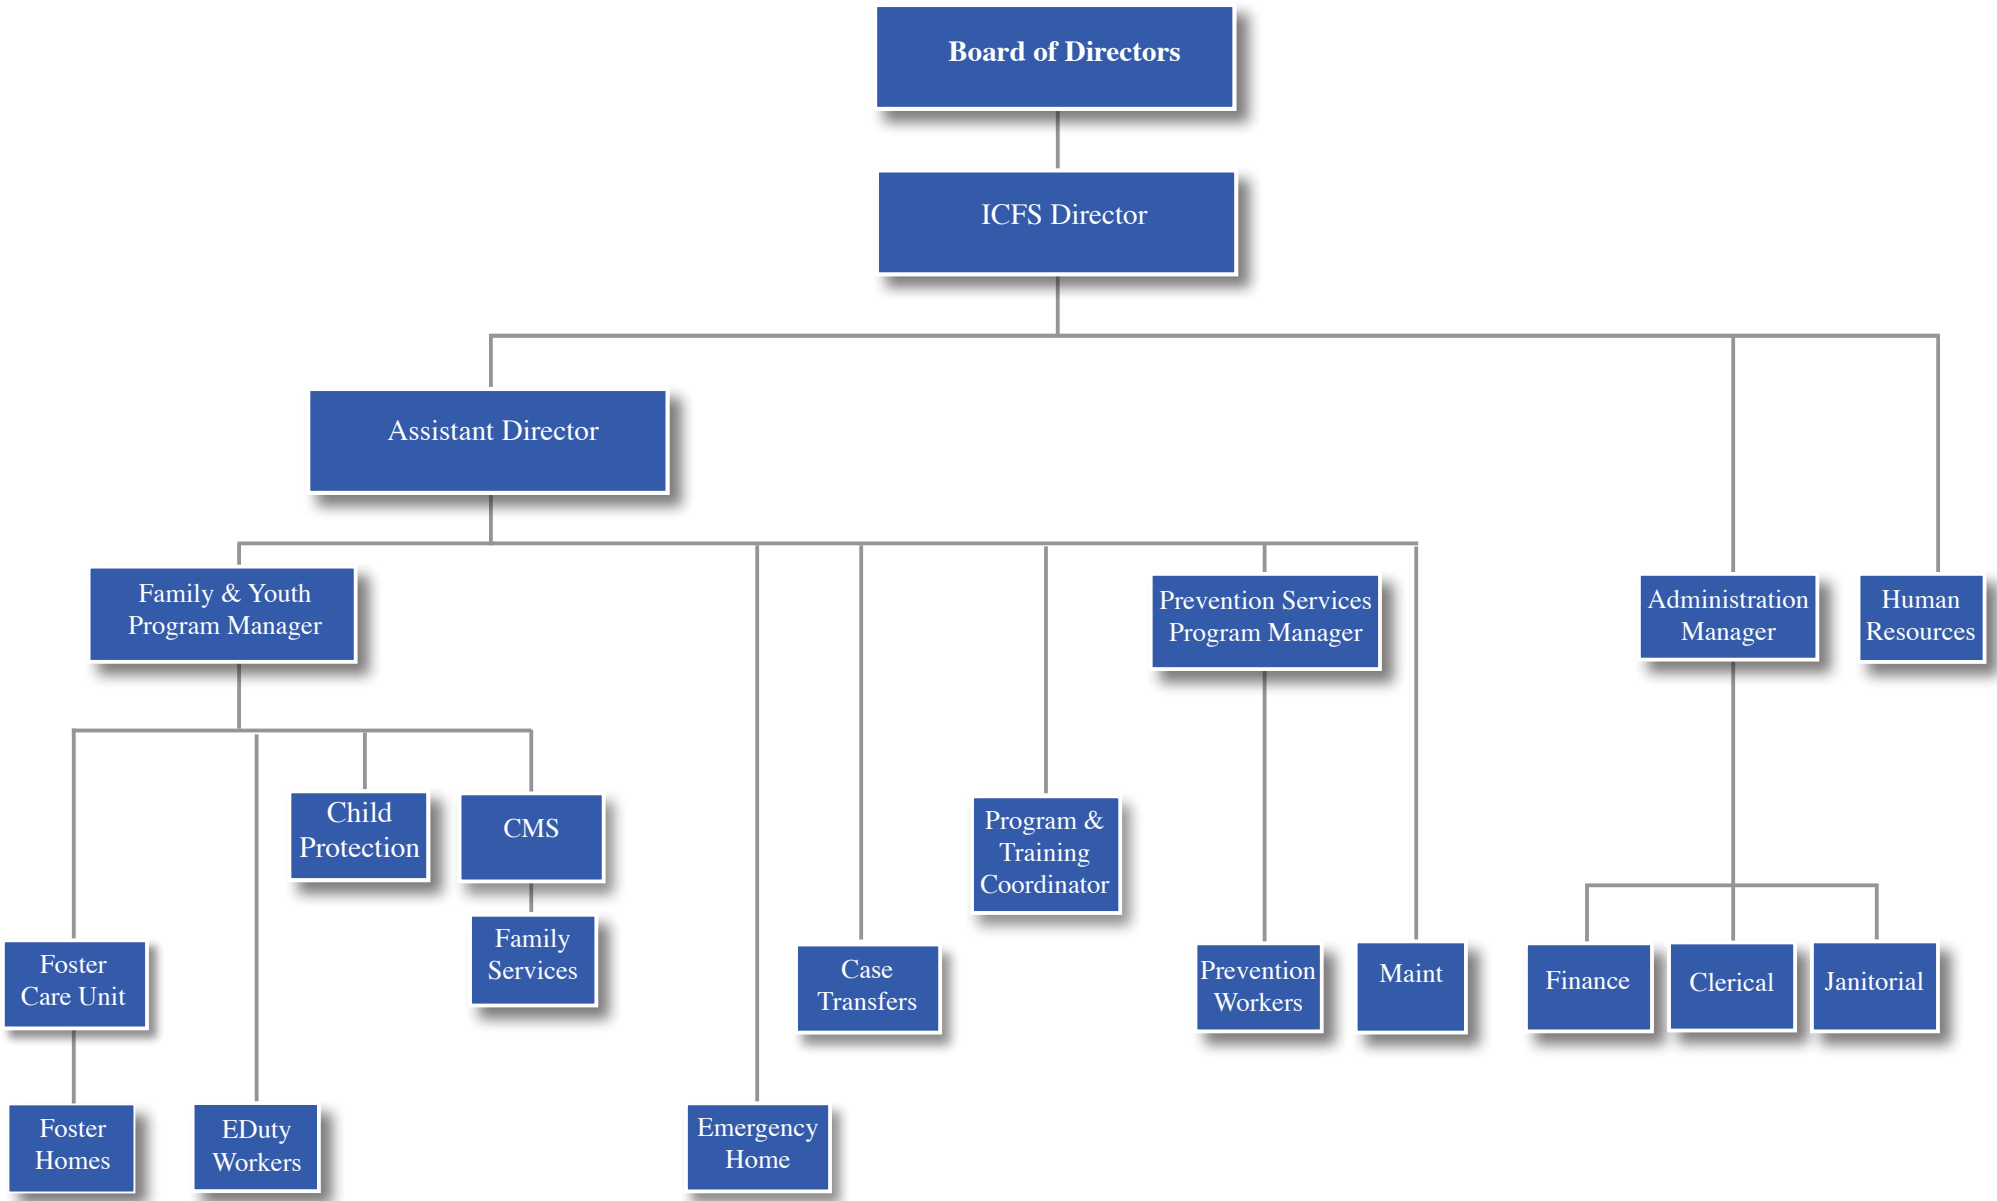 Board of Directors
ICFS Director
Assistant Director
Family & Youth
Program Manager
Prevention Services
Program Manager
Administration
Manager
Human
Resources
Child
Protection
CMS
Program &
Training
Coordinator
Family
Services
Foster
Care Unit
Case
Transfers
Prevention
Workers
Maint
Finance
Clerical
Janitorial
Foster
Homes
EDuty
Workers
Emergency
Home